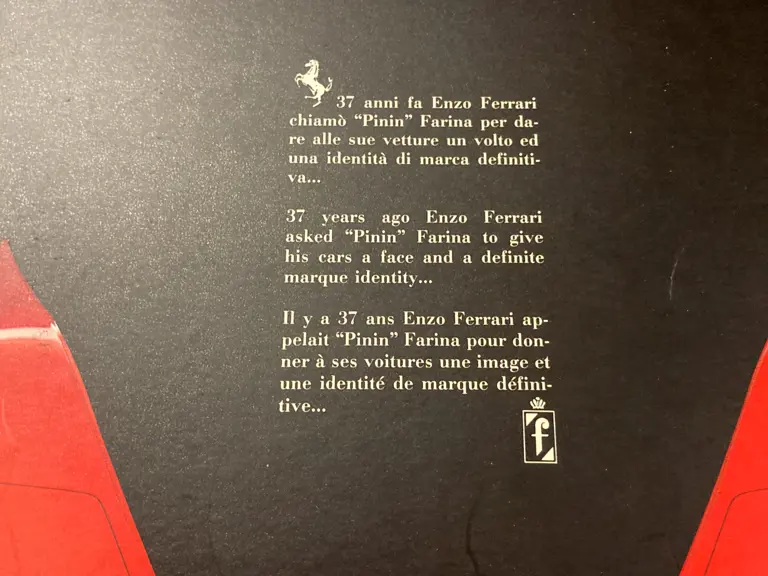 37 anni fa Enzo Ferrari
chiamò “Pinin” Farina per da-
re alle sue vetture un volto ed
una identità di marca definiti-
va...
37 years ago Enzo Ferrari
asked “Pinin” Farina to give
his cars a face and a definite
marque identity...
Il y a 37 ans Enzo Ferrari ap-
pelait “Pinin” Farina pour don-
ner à ses voitures une image et
une identité de marque défini-
tive...
f